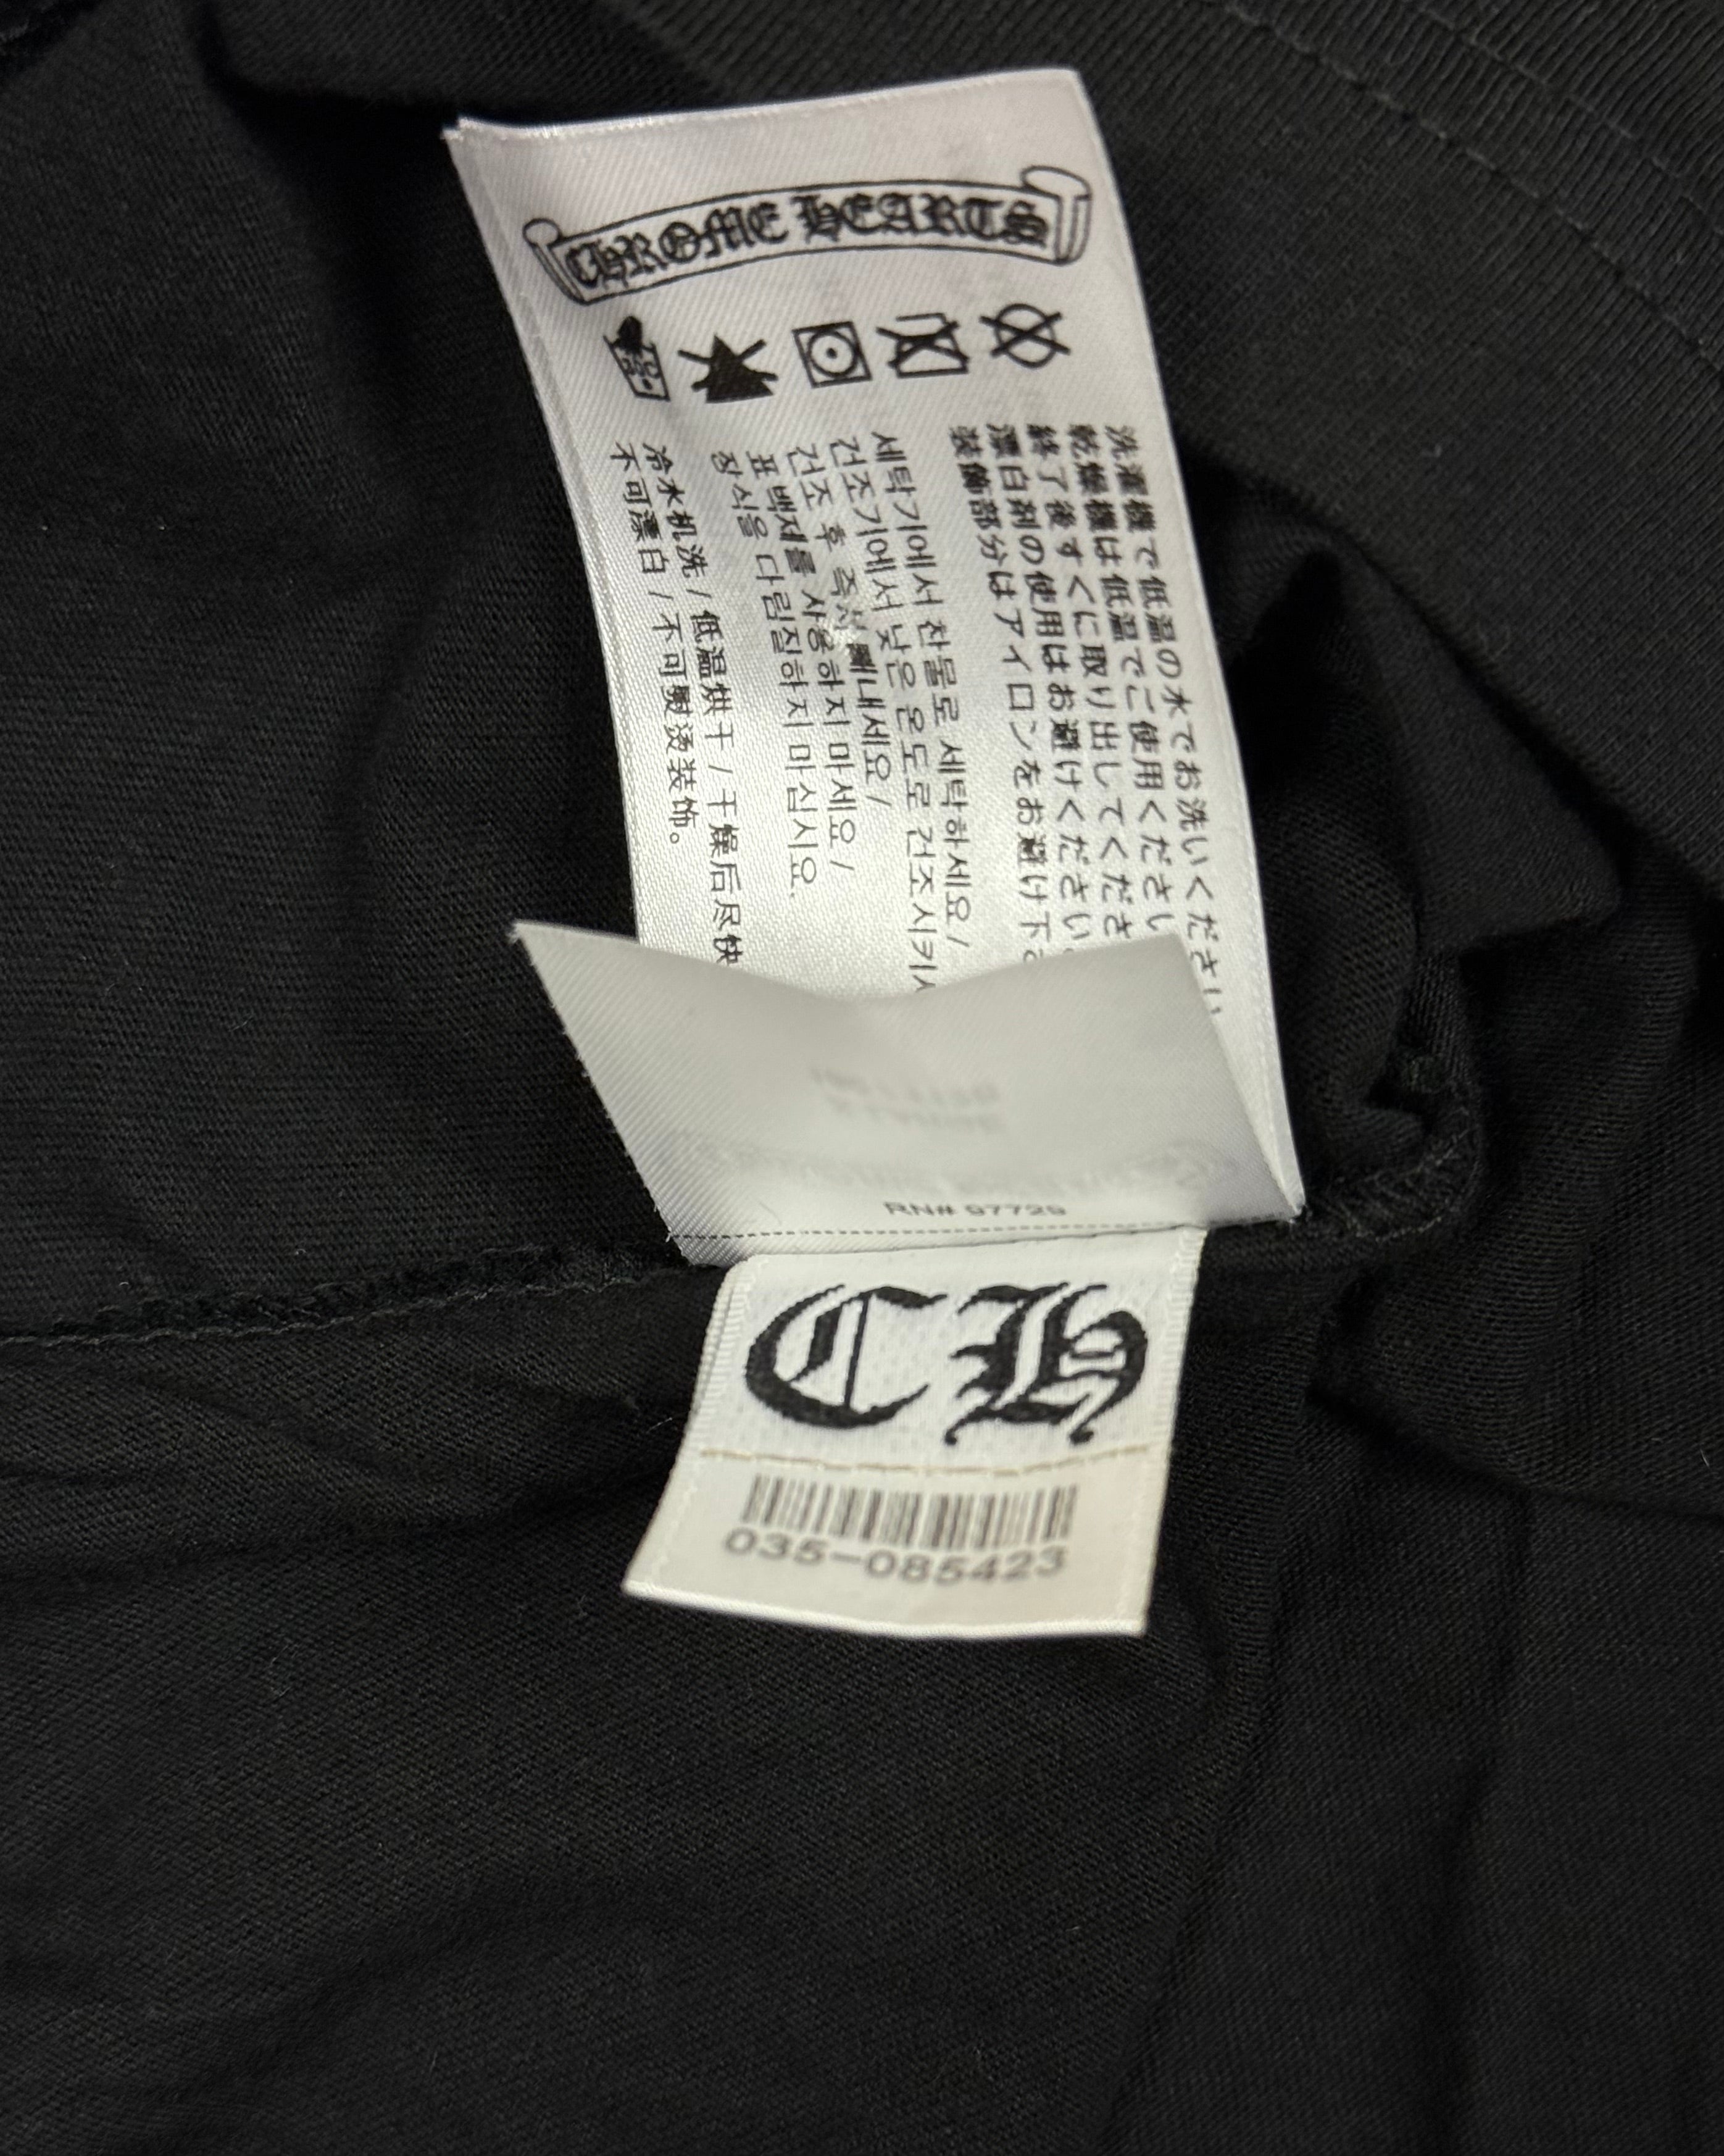 CHROME HEARTS
洗濯機で低温の水でお洗いください
乾燥機は低温でご使用ください
終了後すぐに取り出してくださ
漂白剤の使用はお避けください
装飾部分はアイロンをお避け下さ
세탁기에서 찬물로 세탁하세요 /
건조기에서 낮은 온도로 건조시키시
건조 후 즉시 빼내세요 /
표백제를 사용하지 마세요 /
장식을 다림질하지 마십시요.
冷水机洗 / 低温烘干 / 干燥后尽快
不可漂白 / 不可熨烫装饰。
RN# 97729
CH
035-085423